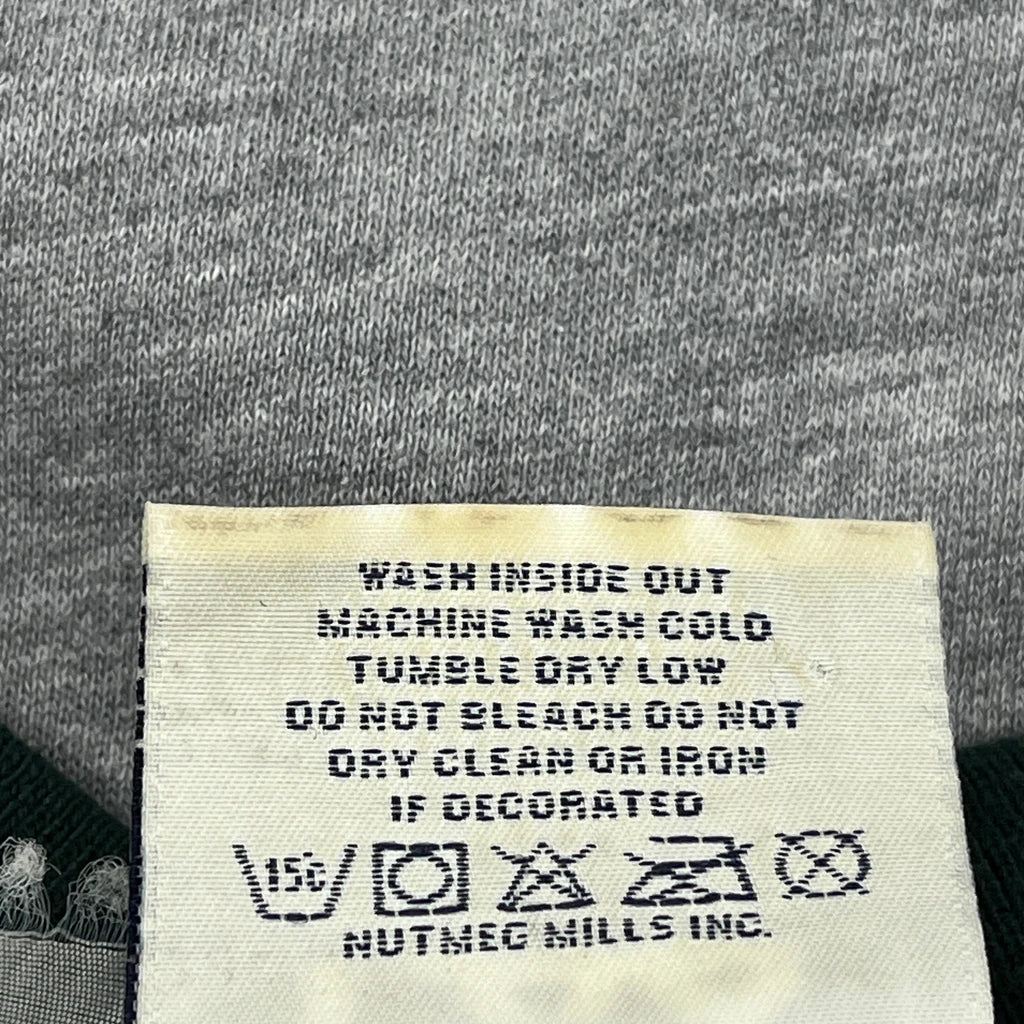 WASH INSIDE OUT
MACHINE WASH COLD
TUMBLE DRY LOW
DO NOT BLEACH DO NOT
DRY CLEAN OR IRON
IF DECORATED
15C
NUTMEG MILLS INC.